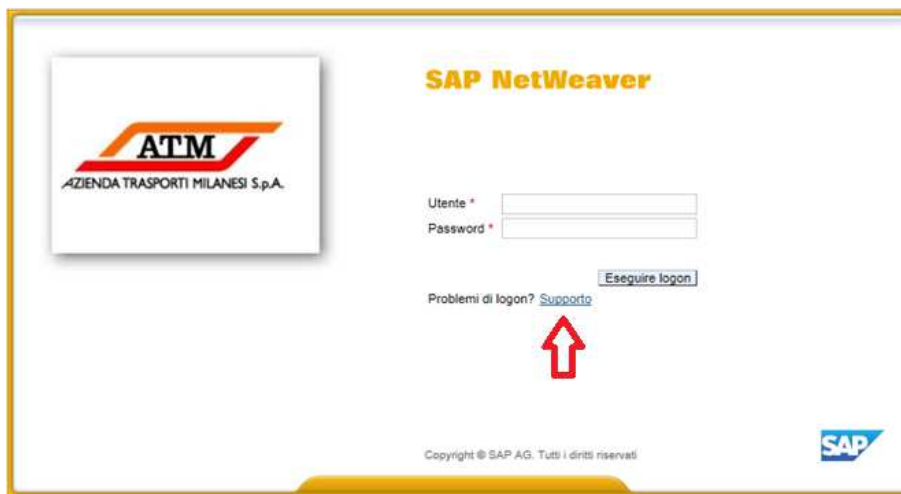 ATM
AZIENDA TRASPORTI MILANESI S.p.A.
SAP NetWeaver
Utente *
Password *
Eseguire logon
Problemi di logon? Supporto
Copyright © SAP AG. Tutti i diritti riservati
SAP